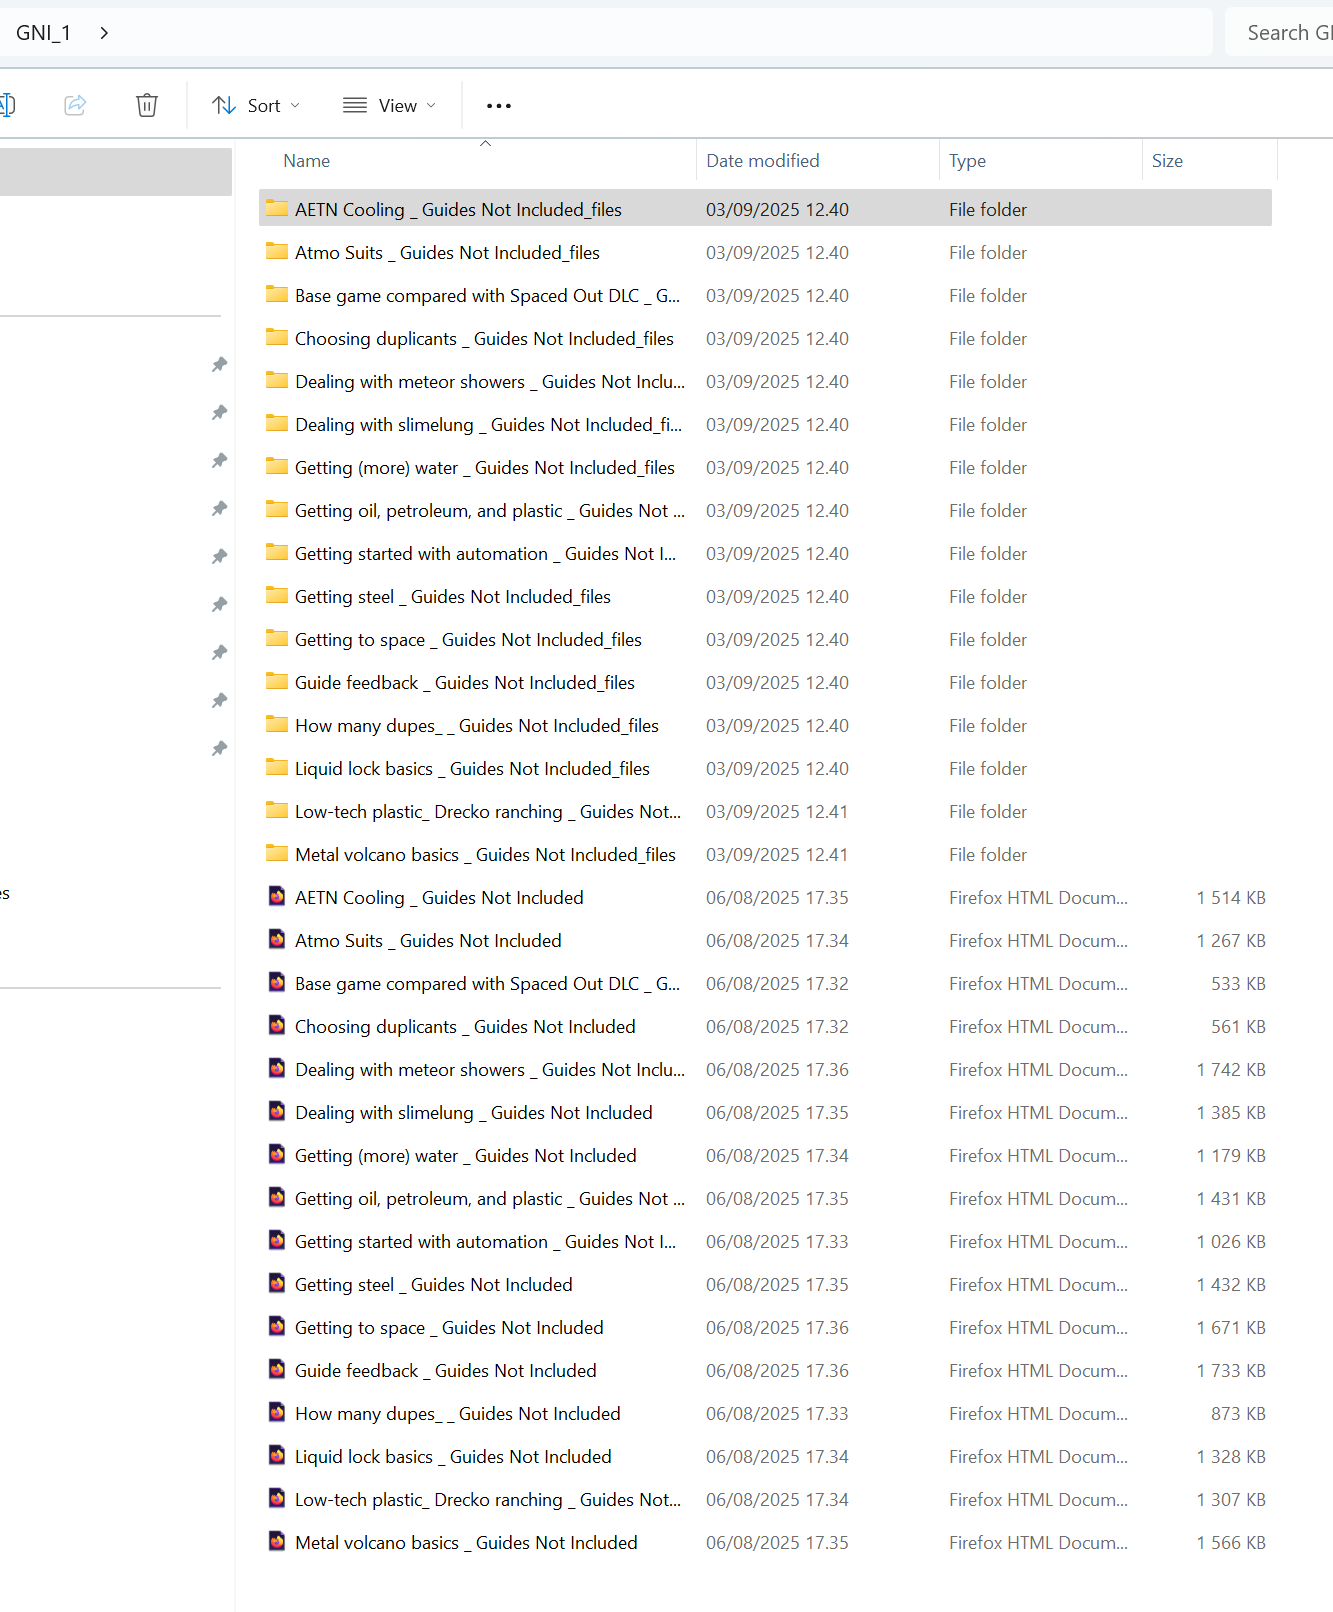 GNI_1
Search GI
Sort View
Name Date modified Type Size
AETN Cooling _ Guides Not Included_files 03/09/2025 12.40 File folder
Atmo Suits _ Guides Not Included_files 03/09/2025 12.40 File folder
Base game compared with Spaced Out DLC _ G... 03/09/2025 12.40 File folder
Choosing duplicants _ Guides Not Included_files 03/09/2025 12.40 File folder
Dealing with meteor showers _ Guides Not Inclu... 03/09/2025 12.40 File folder
Dealing with slimelung _ Guides Not Included_fi... 03/09/2025 12.40 File folder
Getting (more) water _ Guides Not Included_files 03/09/2025 12.40 File folder
Getting oil, petroleum, and plastic _ Guides Not ... 03/09/2025 12.40 File folder
Getting started with automation _ Guides Not I... 03/09/2025 12.40 File folder
Getting steel _ Guides Not Included_files 03/09/2025 12.40 File folder
Getting to space _ Guides Not Included_files 03/09/2025 12.40 File folder
Guide feedback _ Guides Not Included_files 03/09/2025 12.40 File folder
How many dupes_ _ Guides Not Included_files 03/09/2025 12.40 File folder
Liquid lock basics _ Guides Not Included_files 03/09/2025 12.40 File folder
Low-tech plastic_ Drecko ranching _ Guides Not... 03/09/2025 12.41 File folder
Metal volcano basics _ Guides Not Included_files 03/09/2025 12.41 File folder
es
AETN Cooling _ Guides Not Included 06/08/2025 17.35 Firefox HTML Docum... 1 514 KB
Atmo Suits _ Guides Not Included 06/08/2025 17.34 Firefox HTML Docum... 1 267 KB
Base game compared with Spaced Out DLC _ G... 06/08/2025 17.32 Firefox HTML Docum... 533 KB
Choosing duplicants _ Guides Not Included 06/08/2025 17.32 Firefox HTML Docum... 561 KB
Dealing with meteor showers _ Guides Not Inclu... 06/08/2025 17.36 Firefox HTML Docum... 1 742 KB
Dealing with slimelung _ Guides Not Included 06/08/2025 17.35 Firefox HTML Docum... 1 385 KB
Getting (more) water _ Guides Not Included 06/08/2025 17.34 Firefox HTML Docum... 1 179 KB
Getting oil, petroleum, and plastic _ Guides Not ... 06/08/2025 17.35 Firefox HTML Docum... 1 431 KB
Getting started with automation _ Guides Not I... 06/08/2025 17.33 Firefox HTML Docum... 1 026 KB
Getting steel _ Guides Not Included 06/08/2025 17.35 Firefox HTML Docum... 1 432 KB
Getting to space _ Guides Not Included 06/08/2025 17.36 Firefox HTML Docum... 1 671 KB
Guide feedback _ Guides Not Included 06/08/2025 17.36 Firefox HTML Docum... 1 733 KB
How many dupes_ _ Guides Not Included 06/08/2025 17.33 Firefox HTML Docum... 873 KB
Liquid lock basics _ Guides Not Included 06/08/2025 17.34 Firefox HTML Docum... 1 328 KB
Low-tech plastic_ Drecko ranching _ Guides Not... 06/08/2025 17.34 Firefox HTML Docum... 1 307 KB
Metal volcano basics _ Guides Not Included 06/08/2025 17.35 Firefox HTML Docum... 1 566 KB